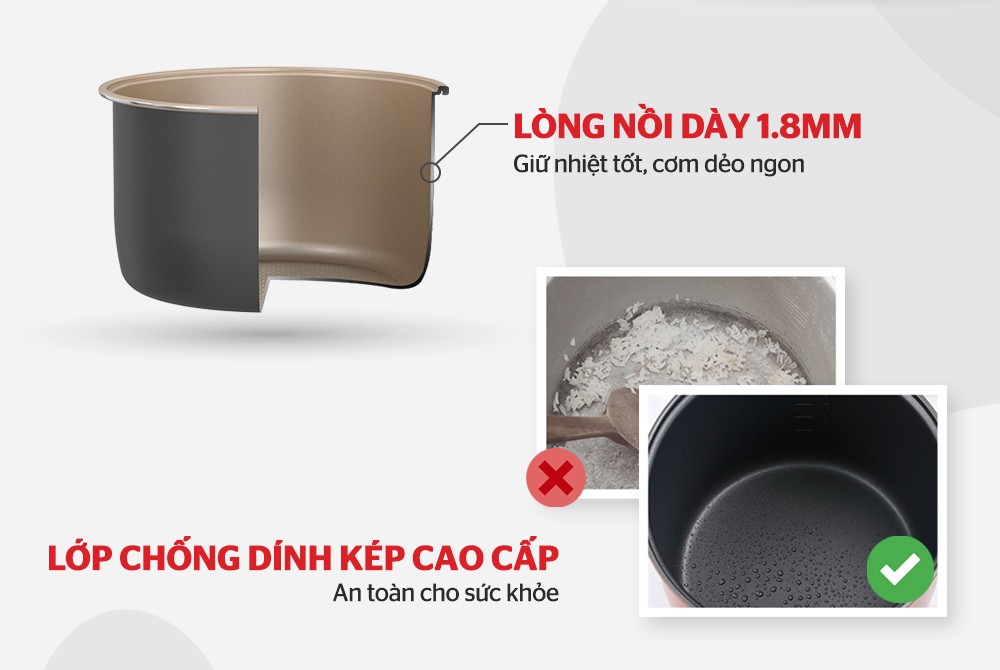 LÒNG NỒI DÀY 1.8MM
Giữ nhiệt tốt, cơm dẻo ngon
LỚP CHỐNG DÍNH KÉP CAO CẤP
An toàn cho sức khỏe